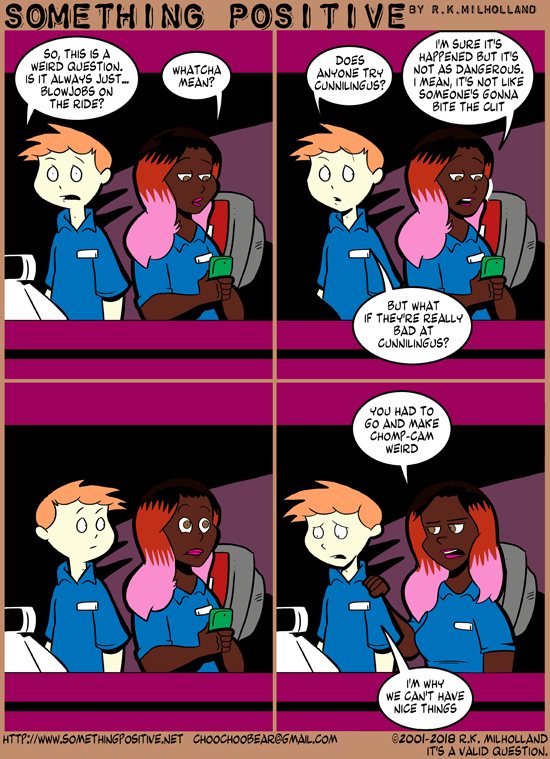 SOMETHING POSITIVE BY R.K.MILHOLLAND
SO, THIS IS A
WEIRD QUESTION.
IS IT ALWAYS JUST...
BLOWJOBS ON
THE RIDE?
WHATCHA
MEAN?
DOES
ANYONE TRY
CUNNILINGUS?
I'M SURE IT'S
HAPPENED BUT IT'S
NOT AS DANGEROUS.
I MEAN, IT'S NOT LIKE
SOMEONE'S GONNA
BITE THE CLIT
BUT WHAT
IF THEY'RE REALLY
BAD AT
CUNNILINGUS?
YOU HAD TO
GO AND MAKE
CHOMP-CAM
WEIRD
I'M WHY
WE CAN'T HAVE
NICE THINGS
HTTP://WWW.SOMETHINGPOSITIVE.NET CHOOCHOOBEAR@GMAIL.COM
©2001-2018 R.K. MILHOLLAND
IT'S A VALID QUESTION.